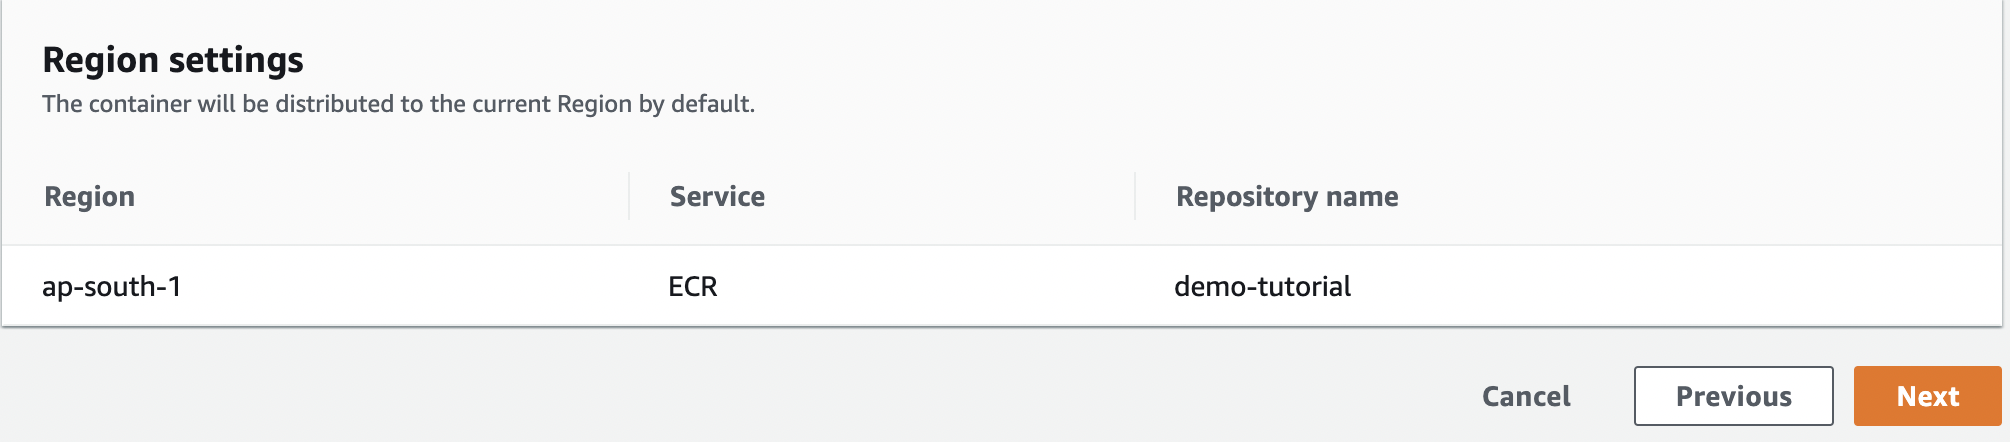 Region settings
The container will be distributed to the current Region by default.
Region Service Repository name
ap-south-1 ECR demo-tutorial
Cancel Previous Next